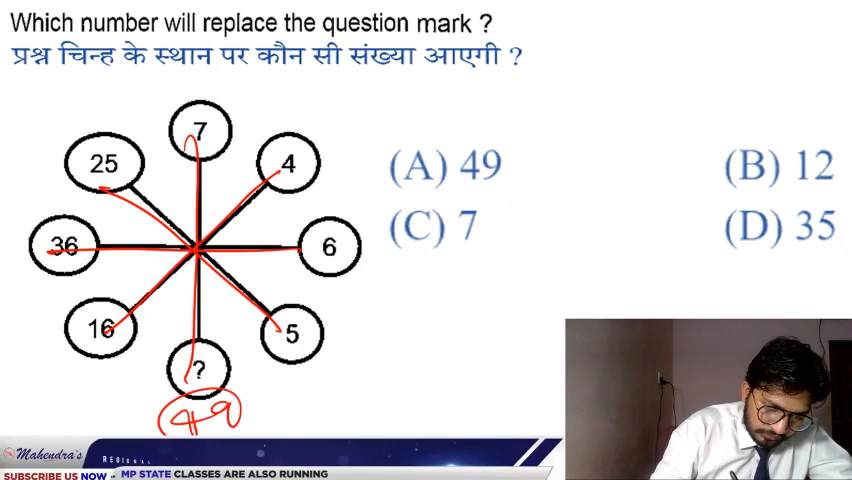 Which number will replace the question mark ?
प्रश्न चिन्ह के स्थान पर कौन सी संख्या आएगी ?
7
25
4
36
6
16
5
?
49
(A) 49
(B) 12
(C) 7
(D) 35
Mahendra's
REGIONAL
SUBSCRIBE US NOW
MP STATE CLASSES ARE ALSO RUNNING